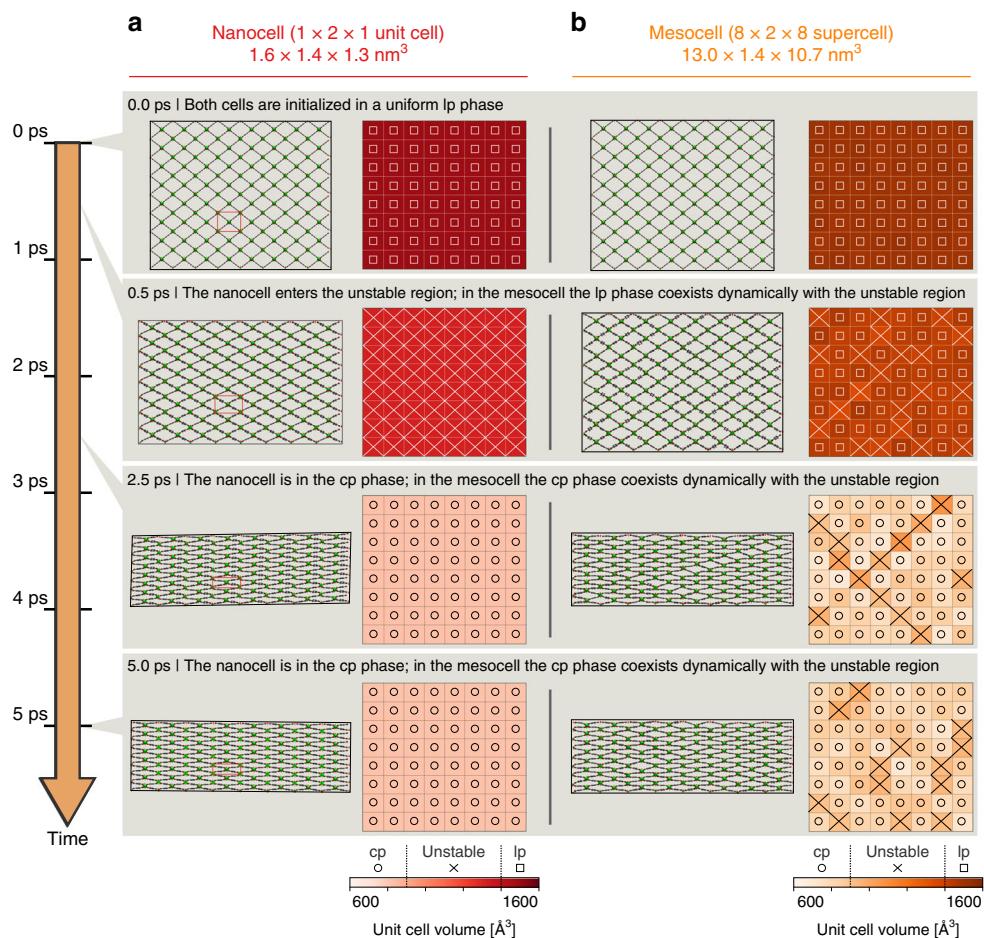 a
Nanocell (1 × 2 × 1 unit cell)
1.6 × 1.4 × 1.3 nm³
b
Mesocell (8 × 2 × 8 supercell)
13.0 × 1.4 × 10.7 nm³
0.0 ps | Both cells are initialized in a uniform lp phase
0 ps
1 ps
0.5 ps | The nanocell enters the unstable region; in the mesocell the lp phase coexists dynamically with the unstable region
2 ps
2.5 ps | The nanocell is in the cp phase; in the mesocell the cp phase coexists dynamically with the unstable region
3 ps
4 ps
5.0 ps | The nanocell is in the cp phase; in the mesocell the cp phase coexists dynamically with the unstable region
5 ps
Time
cp Unstable lp
600 1600
Unit cell volume [Å³]
cp Unstable lp
600 1600
Unit cell volume [Å³]